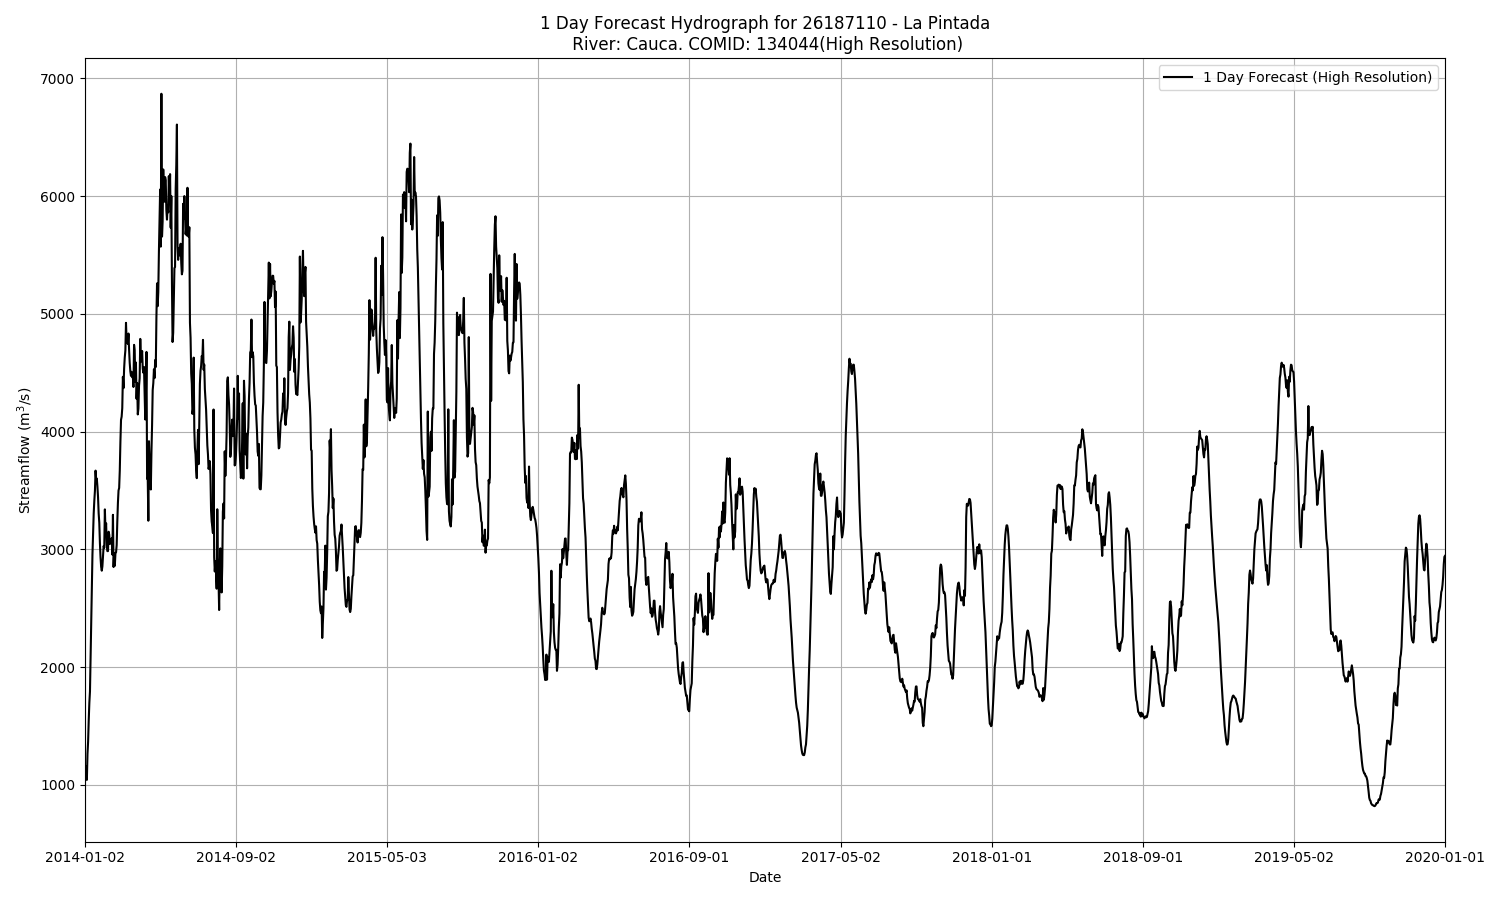 1 Day Forecast Hydrograph for 26187110 - La Pintada
River: Cauca. COMID: 134044(High Resolution)
1 Day Forecast (High Resolution)
7000
6000
5000
4000
3000
2000
1000
Streamflow (m³/s)
2014-01-02 2014-09-02 2015-05-03 2016-01-02 2016-09-01 2017-05-02 2018-01-01 2018-09-01 2019-05-02 2020-01-01
Date